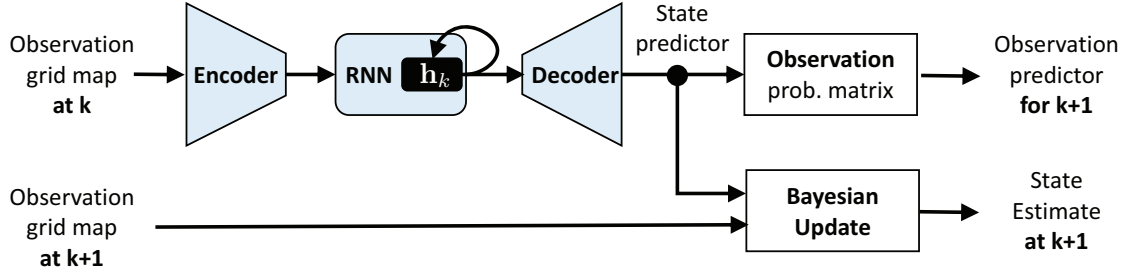 Observation
grid map
at k
Encoder
RNN
h_k
Decoder
State
predictor
Observation
prob. matrix
Observation
predictor
for k+1
Observation
grid map
at k+1
Bayesian
Update
State
Estimate
at k+1